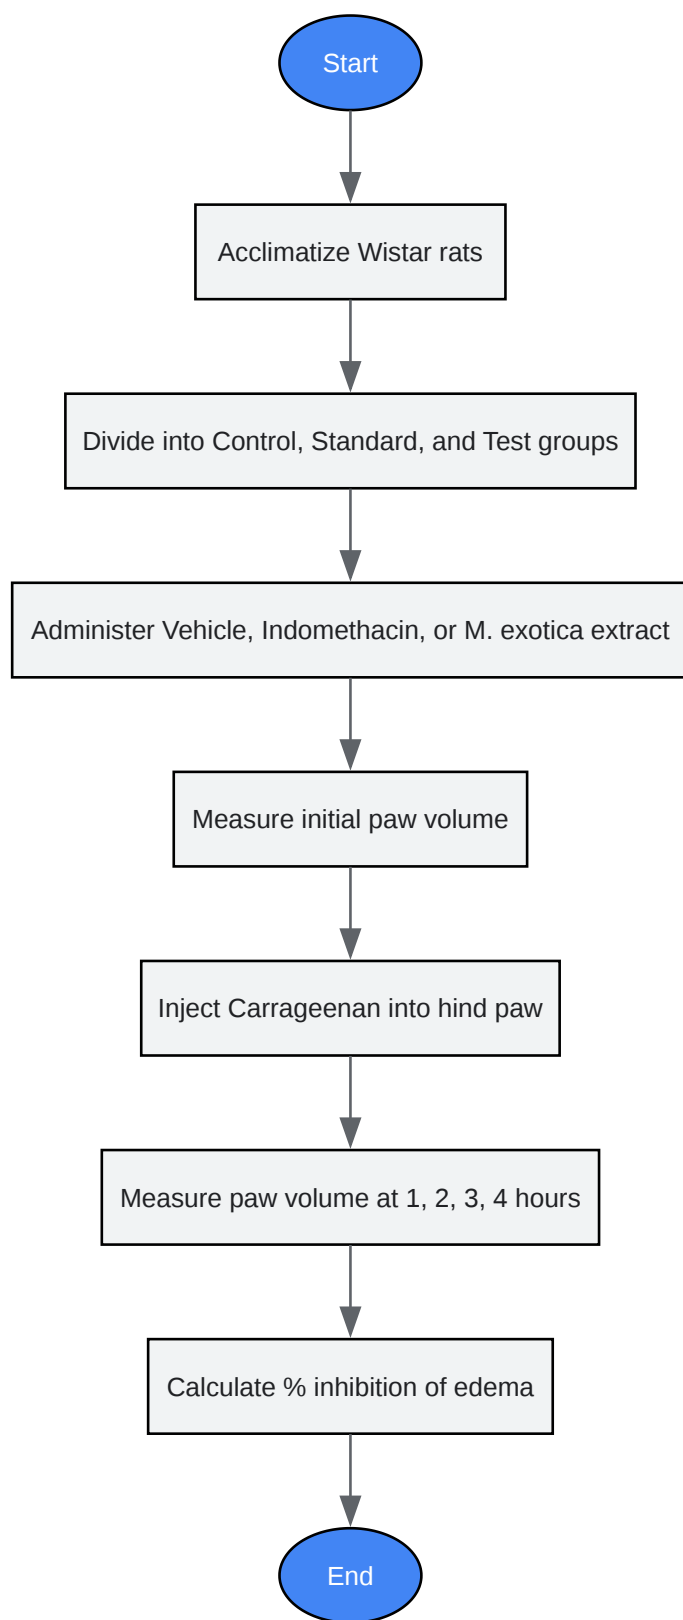 Start
Acclimatize Wistar rats
Divide into Control, Standard, and Test groups
Administer Vehicle, Indomethacin, or M. exotica extract
Measure initial paw volume
Inject Carrageenan into hind paw
Measure paw volume at 1, 2, 3, 4 hours
Calculate % inhibition of edema
End